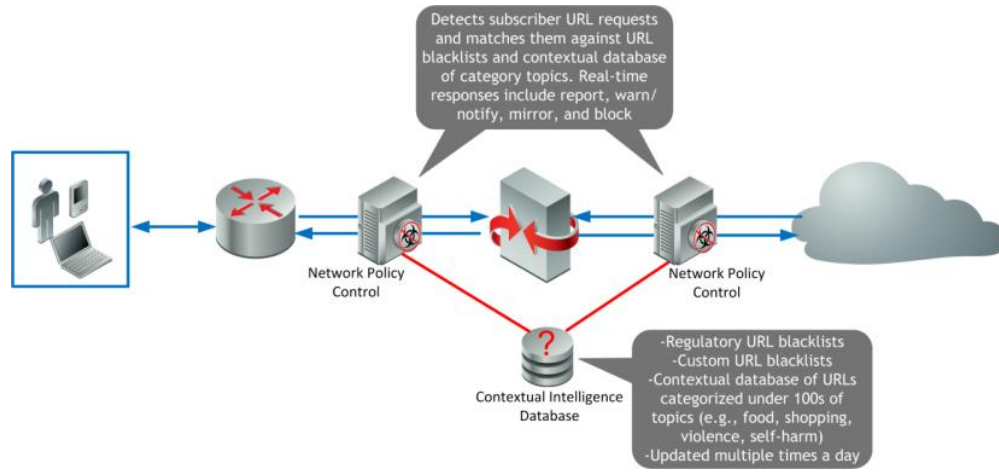 Detects subscriber URL requests
and matches them against URL
blacklists and contextual database
of category topics. Real-time
responses include report, warn/
notify, mirror, and block
Network Policy
Control
Network Policy
Control
?
Contextual Intelligence
Database
-Regulatory URL blacklists
-Custom URL blacklists
-Contextual database of URLs
categorized under 100s of
topics (e.g., food, shopping,
violence, self-harm)
-Updated multiple times a day